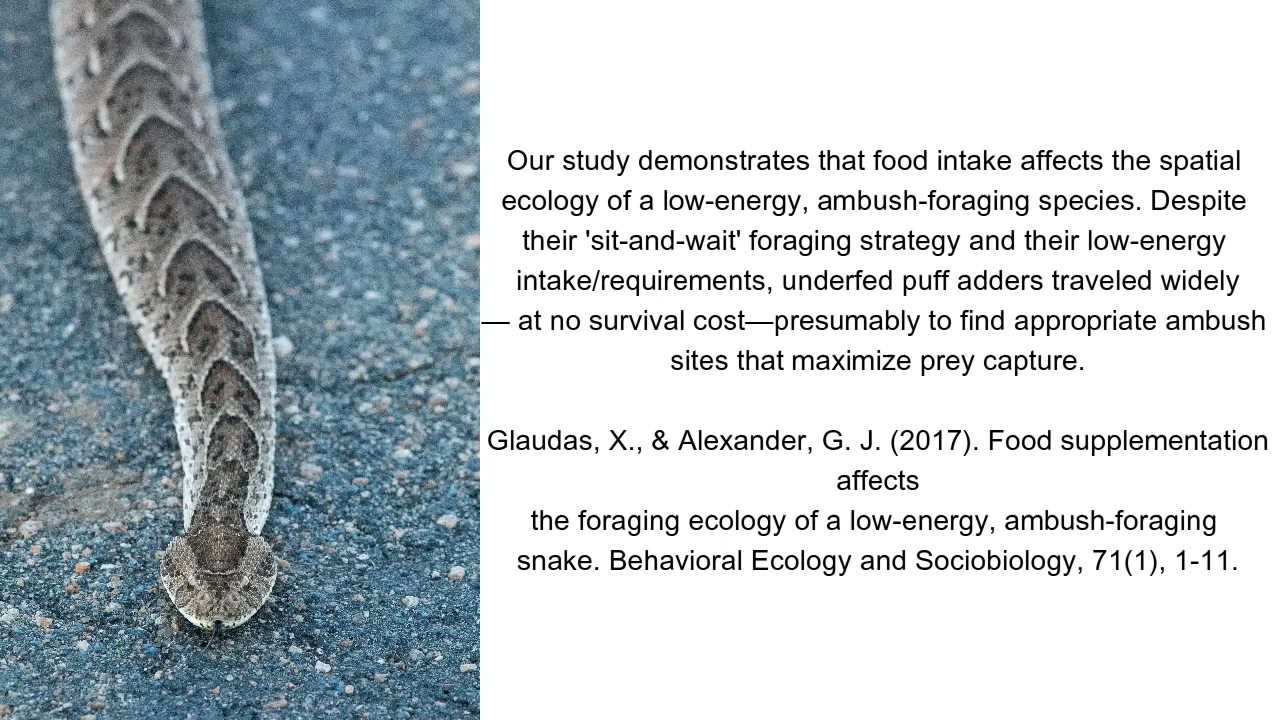 Our study demonstrates that food intake affects the spatial
ecology of a low-energy, ambush-foraging species. Despite
their 'sit-and-wait' foraging strategy and their low-energy
intake/requirements, underfed puff adders traveled widely
— at no survival cost—presumably to find appropriate ambush
sites that maximize prey capture.
Glaudas, X., & Alexander, G. J. (2017). Food supplementation
affects
the foraging ecology of a low-energy, ambush-foraging
snake. Behavioral Ecology and Sociobiology, 71(1), 1-11.